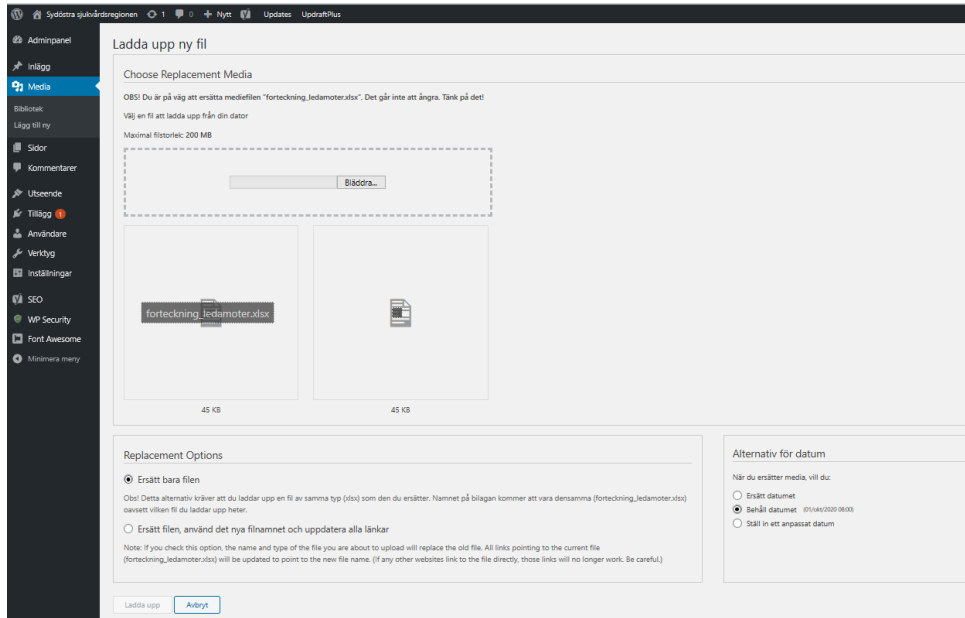 Sydöstra sjukvårdsregionen 1 0 + Nytt Updates UpdraftPlus
Adminpanel
Inlägg
Media
Bibliotek
Lägg till ny
Sidor
Kommentarer
Utseende
Tillägg 1
Användare
Verktyg
Inställningar
SEO
WP Security
Font Awesome
Minimera meny
Ladda upp ny fil
Choose Replacement Media
OBS! Du är på väg att ersätta mediefilen "forteckning_ledamoter.xlsx". Det går inte att ångra. Tänk på det!
Välj en fil att ladda upp från din dator
Maximal filstorlek: 200 MB
Bläddra...
forteckning_ledamoter.xlsx
45 KB 45 KB
Replacement Options
Ersätt bara filen
Obs! Detta alternativ kräver att du laddar upp en fil av samma typ (xlsx) som den du ersätter. Namnet på bilagan kommer att vara densamma (forteckning_ledamoter.xlsx)
oavsett vilken fil du laddar upp heter.
Ersätt filen, använd det nya filnamnet och uppdatera alla länkar
Note: If you check this option, the name and type of the file you are about to upload will replace the old file. All links pointing to the current file
(forteckning_ledamoter.xlsx) will be updated to point to the new file name. (If any other websites link to the file directly, those links will no longer work. Be careful.)
Alternativ för datum
När du ersätter media, vill du:
Ersätt datumet
Behåll datumet (01/okt/2020 08:00)
Ställ in ett anpassat datum
Ladda upp Avbryt